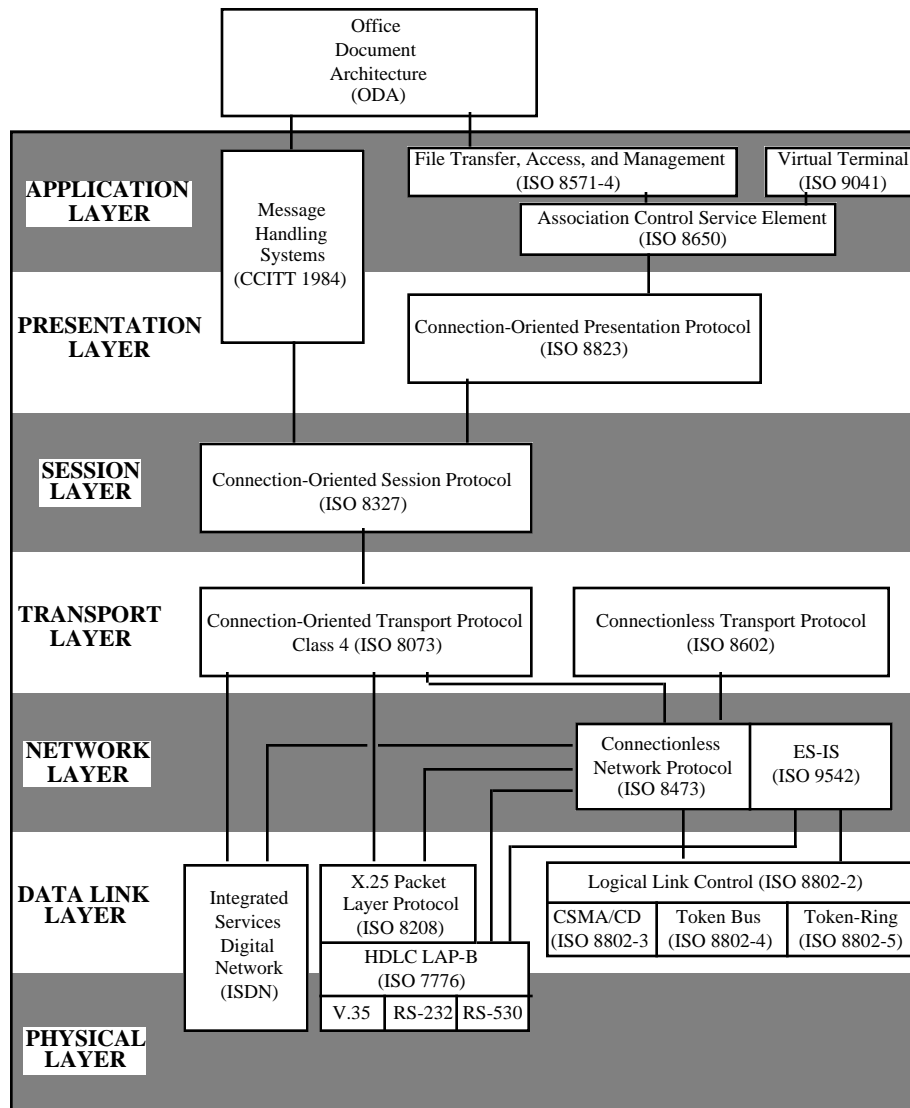 Office
Document
Architecture
(ODA)
APPLICATION
LAYER
File Transfer, Access, and Management
(ISO 8571-4)
Virtual Terminal
(ISO 9041)
Message
Handling
Systems
(CCITT 1984)
Association Control Service Element
(ISO 8650)
PRESENTATION
LAYER
Connection-Oriented Presentation Protocol
(ISO 8823)
SESSION
LAYER
Connection-Oriented Session Protocol
(ISO 8327)
TRANSPORT
LAYER
Connection-Oriented Transport Protocol
Class 4 (ISO 8073)
Connectionless Transport Protocol
(ISO 8602)
NETWORK
LAYER
Connectionless
Network Protocol
(ISO 8473)
ES-IS
(ISO 9542)
DATA LINK
LAYER
Integrated
Services
Digital
Network
(ISDN)
X.25 Packet
Layer Protocol
(ISO 8208)
HDLC LAP-B
(ISO 7776)
V.35
RS-232
RS-530
Logical Link Control (ISO 8802-2)
CSMA/CD
(ISO 8802-3
Token Bus
(ISO 8802-4)
Token-Ring
(ISO 8802-5)
PHYSICAL
LAYER